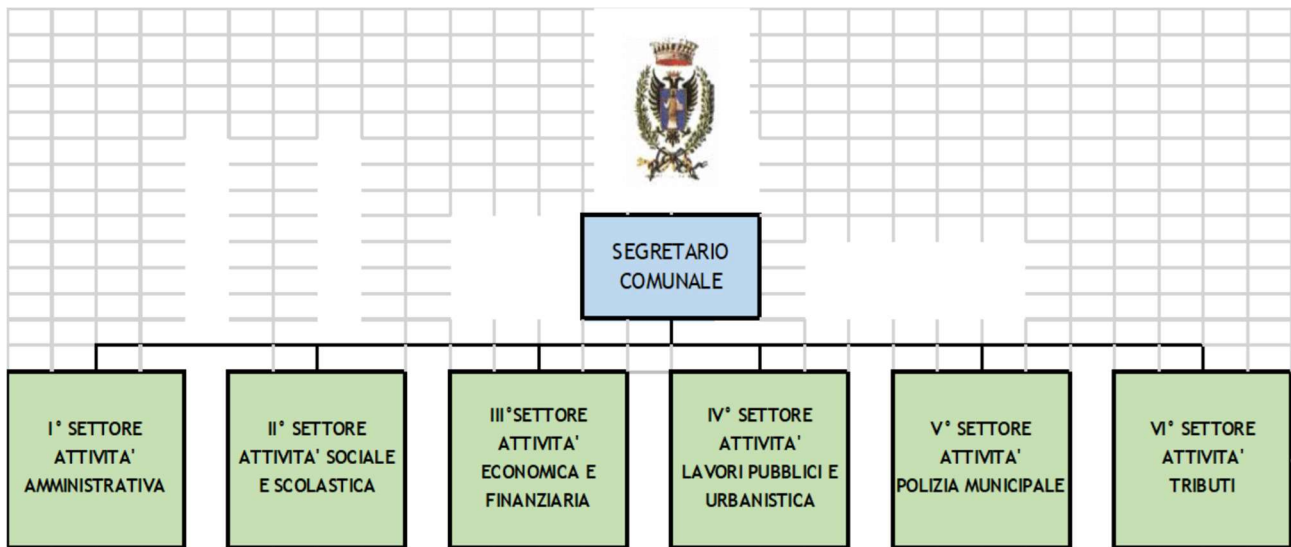 SEGRETARIO
COMUNALE
I° SETTORE
ATTIVITA'
AMMINISTRATIVA
II° SETTORE
ATTIVITA' SOCIALE
E SCOLASTICA
III°SETTORE
ATTIVITA'
ECONOMICA E
FINANZIARIA
IV° SETTORE
ATTIVITA'
LAVORI PUBBLICI E
URBANISTICA
V° SETTORE
ATTIVITA'
POLIZIA MUNICIPALE
VI° SETTORE
ATTIVITA'
TRIBUTI